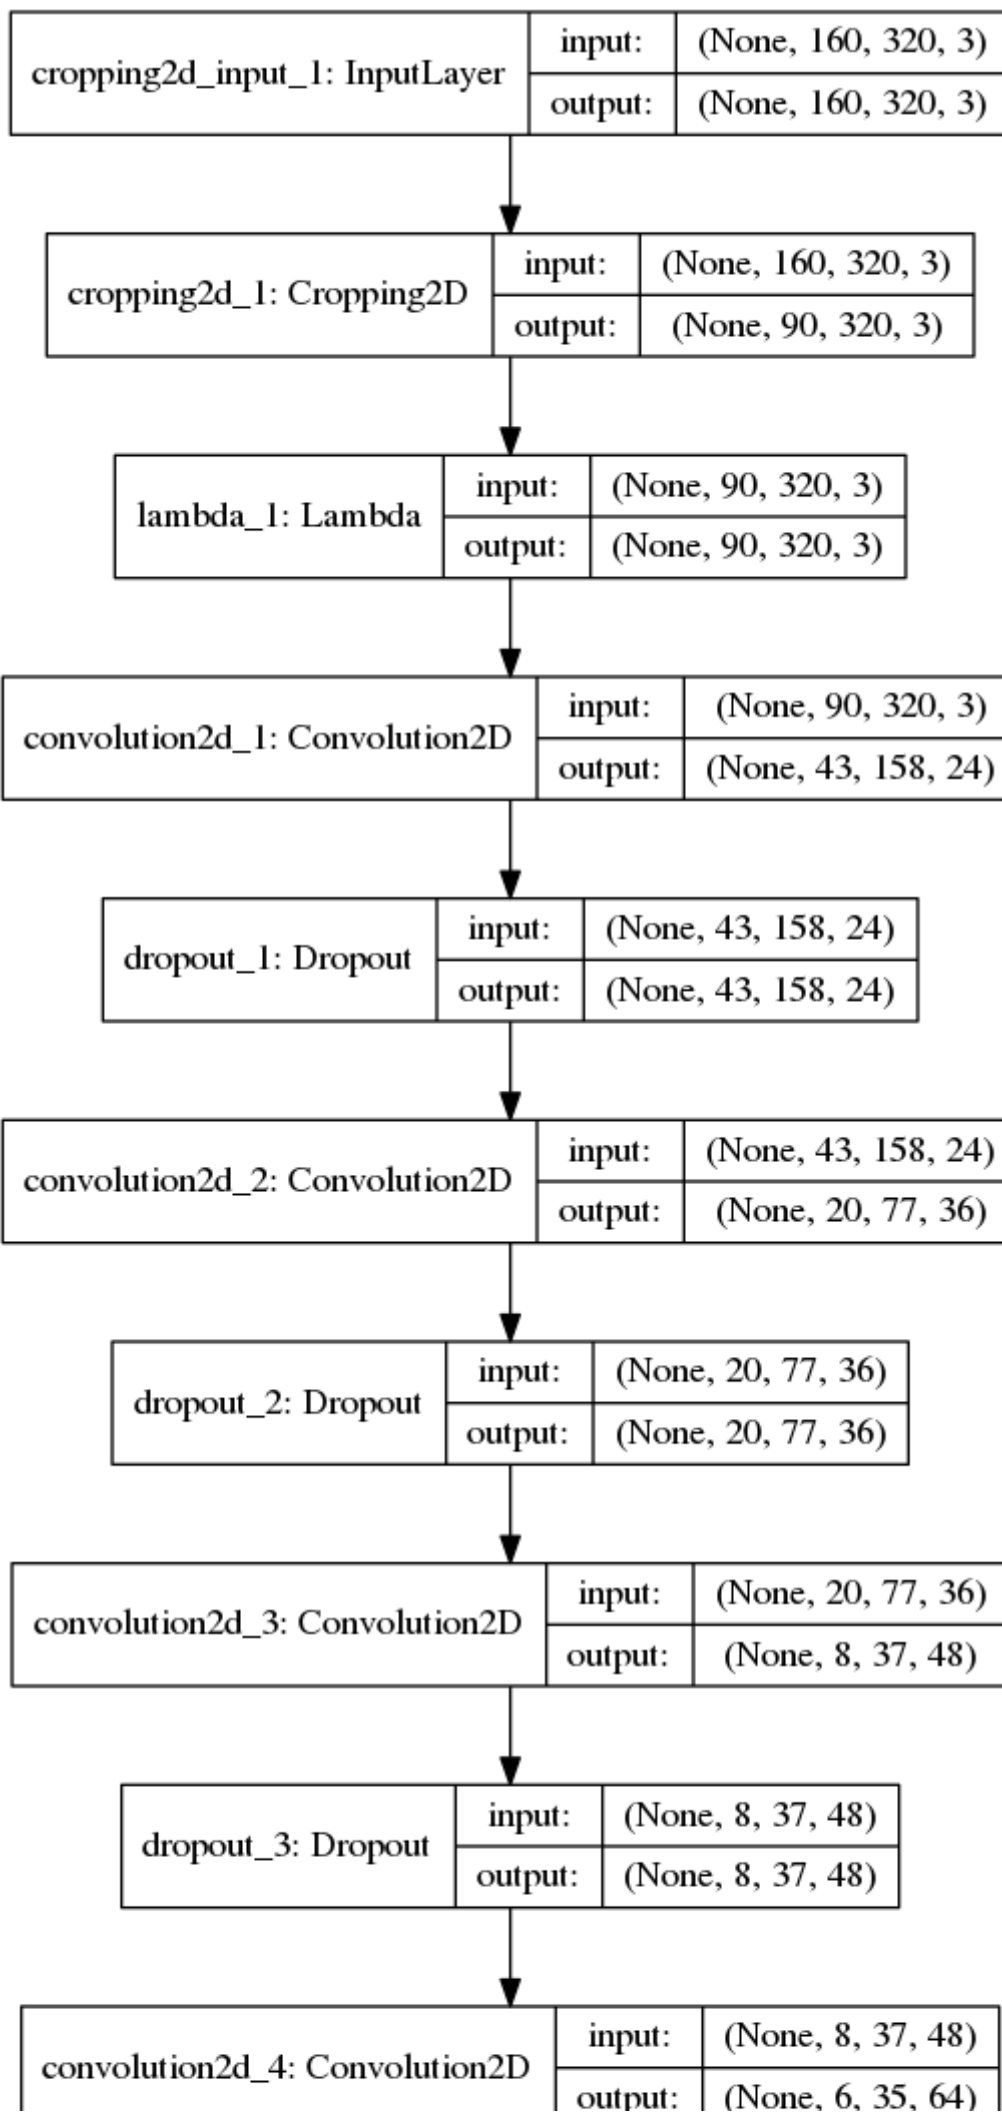 cropping2d_input_1: InputLayer
input: (None, 160, 320, 3)
output: (None, 160, 320, 3)
cropping2d_1: Cropping2D
input: (None, 160, 320, 3)
output: (None, 90, 320, 3)
lambda_1: Lambda
input: (None, 90, 320, 3)
output: (None, 90, 320, 3)
convolution2d_1: Convolution2D
input: (None, 90, 320, 3)
output: (None, 43, 158, 24)
dropout_1: Dropout
input: (None, 43, 158, 24)
output: (None, 43, 158, 24)
convolution2d_2: Convolution2D
input: (None, 43, 158, 24)
output: (None, 20, 77, 36)
dropout_2: Dropout
input: (None, 20, 77, 36)
output: (None, 20, 77, 36)
convolution2d_3: Convolution2D
input: (None, 20, 77, 36)
output: (None, 8, 37, 48)
dropout_3: Dropout
input: (None, 8, 37, 48)
output: (None, 8, 37, 48)
convolution2d_4: Convolution2D
input: (None, 8, 37, 48)
output: (None, 6, 35, 64)